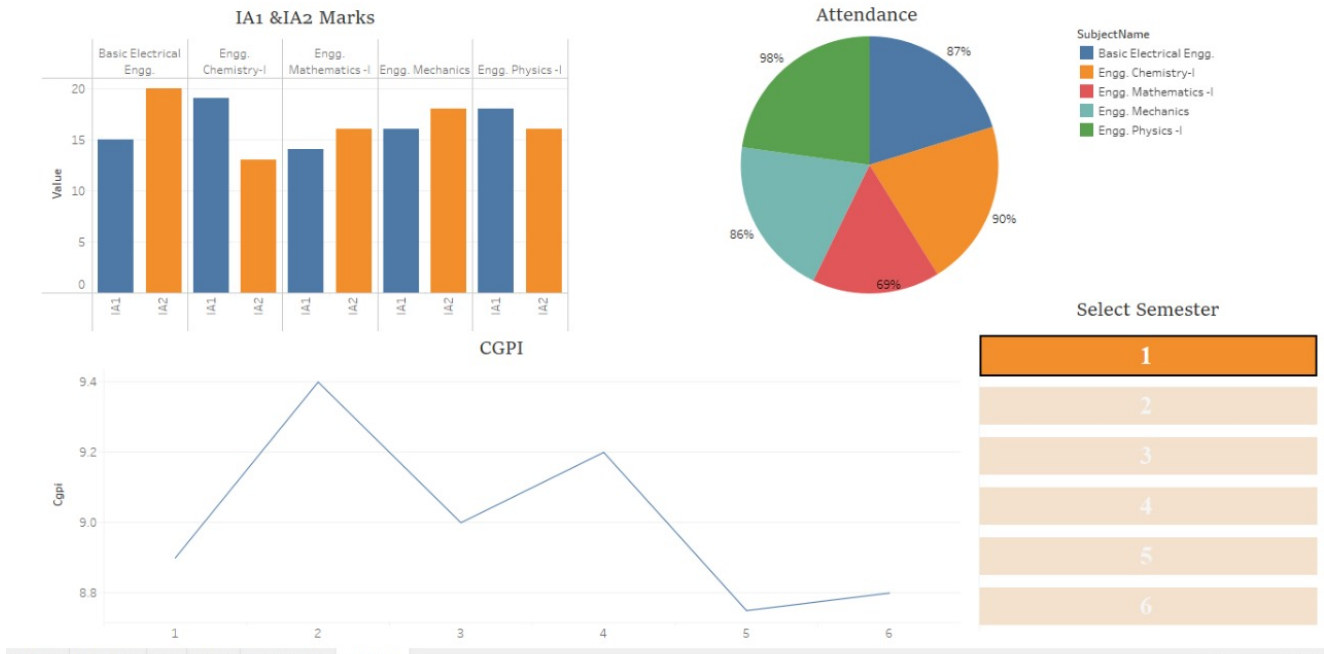 IA1 &IA2 Marks
Basic Electrical
Engg.
Engg.
Chemistry-I
Engg.
Mathematics -I
Engg. Mechanics
Engg. Physics -I
20
15
10
5
0
Value
IA1
IA2
IA1
IA2
IA1
IA2
IA1
IA2
IA1
IA2
Attendance
98%
87%
90%
86%
69%
SubjectName
Basic Electrical Engg.
Engg. Chemistry-I
Engg. Mathematics -I
Engg. Mechanics
Engg. Physics -I
CGPI
9.4
9.2
9.0
8.8
Cgpi
1
2
3
4
5
6
Select Semester
1
2
3
4
5
6